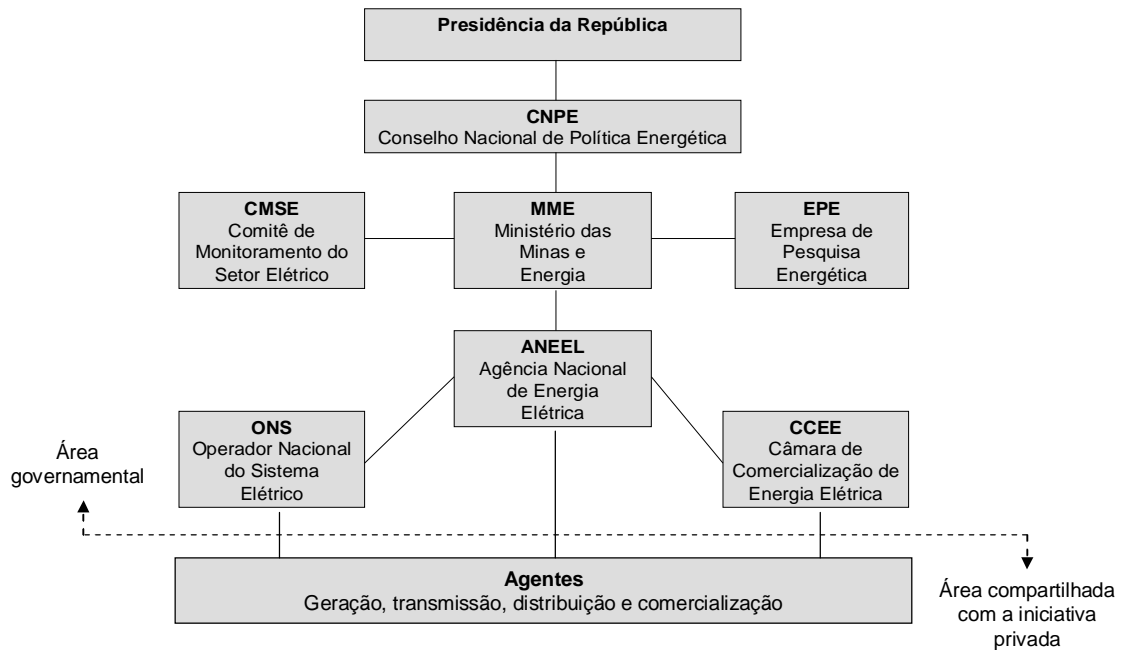 Presidência da República
CNPE
Conselho Nacional de Política Energética
CMSE
Comitê de
Monitoramento do
Setor Elétrico
MME
Ministério das
Minas e
Energia
EPE
Empresa de
Pesquisa
Energética
ANEEL
Agência Nacional
de Energia
Elétrica
ONS
Operador Nacional
do Sistema
Elétrico
CCEE
Câmara de
Comercialização de
Energia Elétrica
Área
governamental
Agentes
Geração, transmissão, distribuição e comercialização
Área compartilhada
com a iniciativa
privada